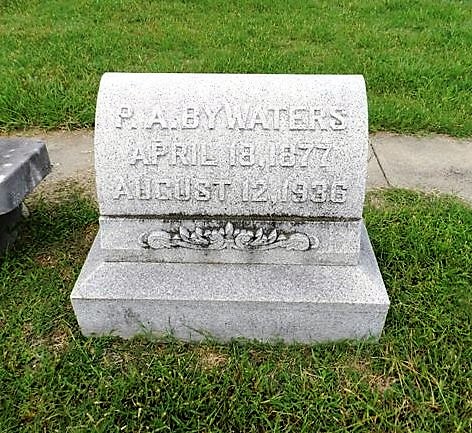 P. A. BYWATERS
APRIL 18, 1877
AUGUST 12, 1936